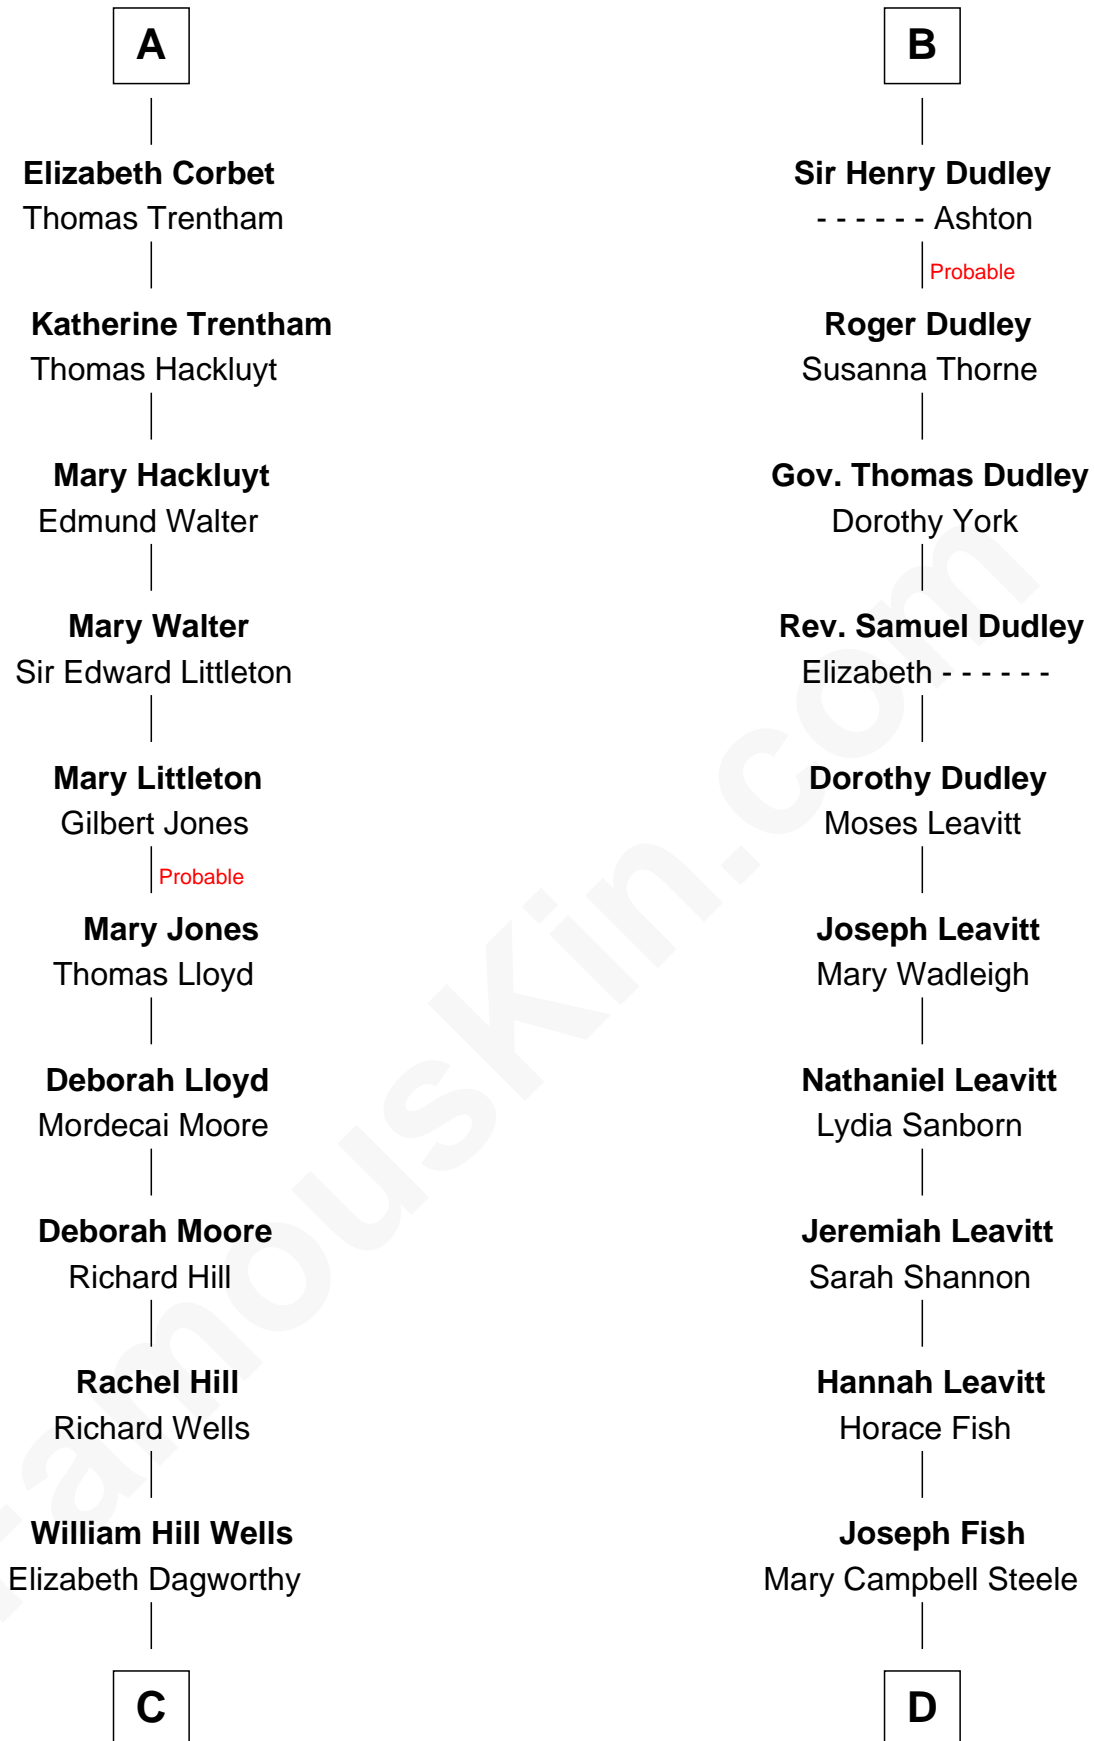 A
Elizabeth Corbet
Thomas Trentham
Katherine Trentham
Thomas Hackluyt
Mary Hackluyt
Edmund Walter
Mary Walter
Sir Edward Littleton
Mary Littleton
Gilbert Jones
Probable
Mary Jones
Thomas Lloyd
Deborah Lloyd
Mordecai Moore
Deborah Moore
Richard Hill
Rachel Hill
Richard Wells
William Hill Wells
Elizabeth Dagworthy
C
B
Sir Henry Dudley
- - - - - - Ashton
Probable
Roger Dudley
Susanna Thorne
Gov. Thomas Dudley
Dorothy York
Rev. Samuel Dudley
Elizabeth - - - - - -
Dorothy Dudley
Moses Leavitt
Joseph Leavitt
Mary Wadleigh
Nathaniel Leavitt
Lydia Sanborn
Jeremiah Leavitt
Sarah Shannon
Hannah Leavitt
Horace Fish
Joseph Fish
Mary Campbell Steele
D
FamousKin.com